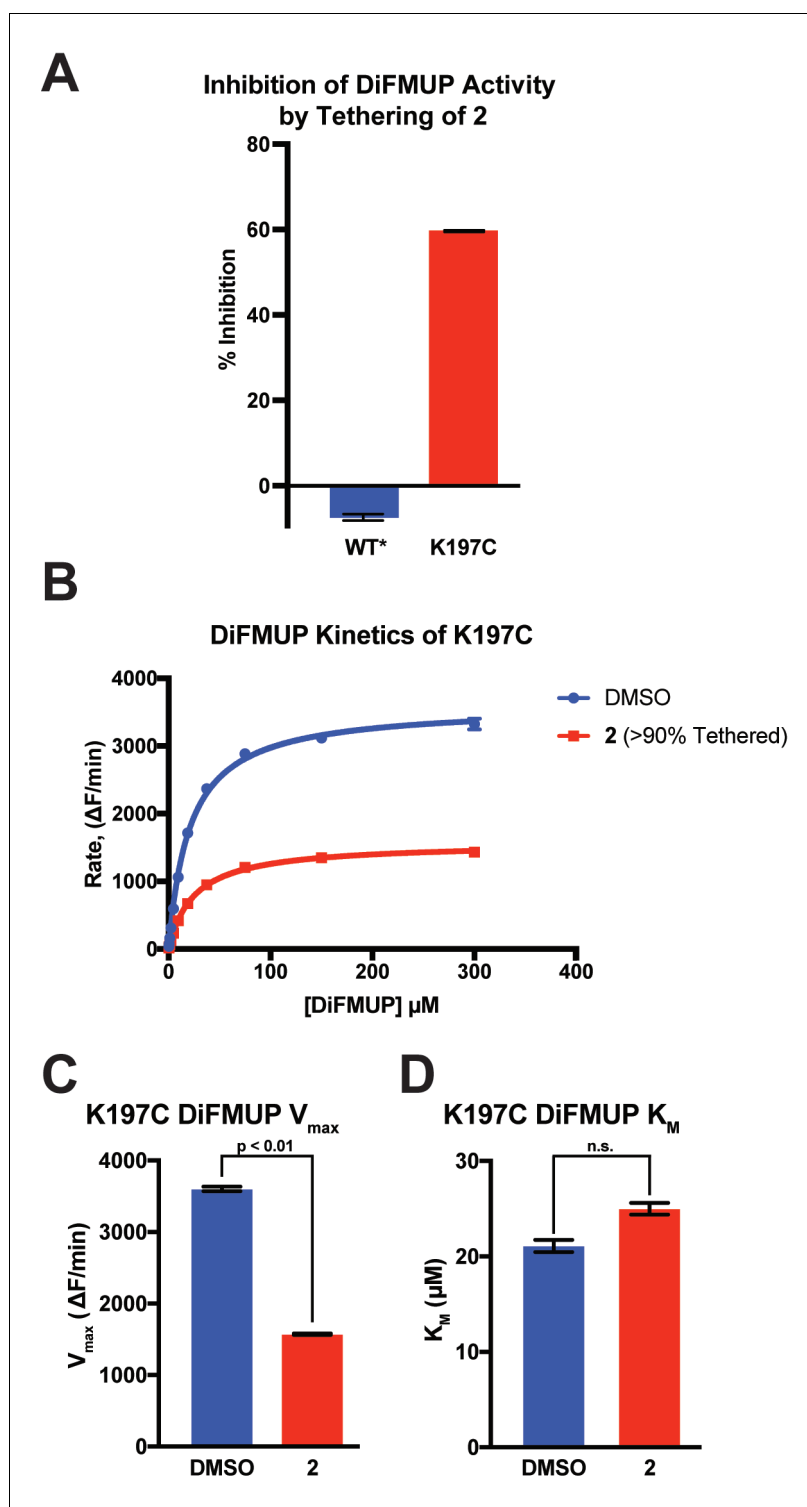 A
Inhibition of DiFMUP Activity
by Tethering of 2
80
60
40
20
0
% Inhibition
WT*
K197C
B
DiFMUP Kinetics of K197C
4000
3000
2000
1000
0
Rate, (ΔF/min)
0
100
200
300
400
[DiFMUP] µM
DMSO
2 (>90% Tethered)
C
K197C DiFMUP Vmax
p < 0.01
4000
3000
2000
1000
0
Vmax (ΔF/min)
DMSO
2
D
K197C DiFMUP KM
n.s.
30
20
10
0
KM (µM)
DMSO
2